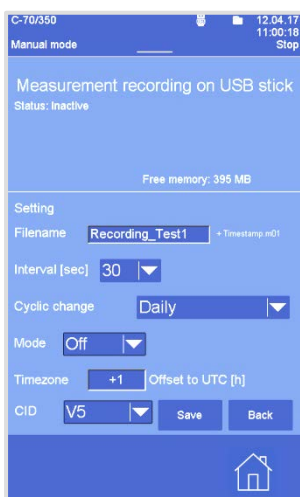 C-70/350 12.04.17
11:00:18
Manual mode Stop
Measurement recording on USB stick
Status: Inactive
Free memory: 395 MB
Setting
Filename Recording_Test1 + Timestamp.m01
Interval [sec] 30
Cyclic change Daily
Mode Off
Timezone +1 Offset to UTC [h]
CID V5 Save Back